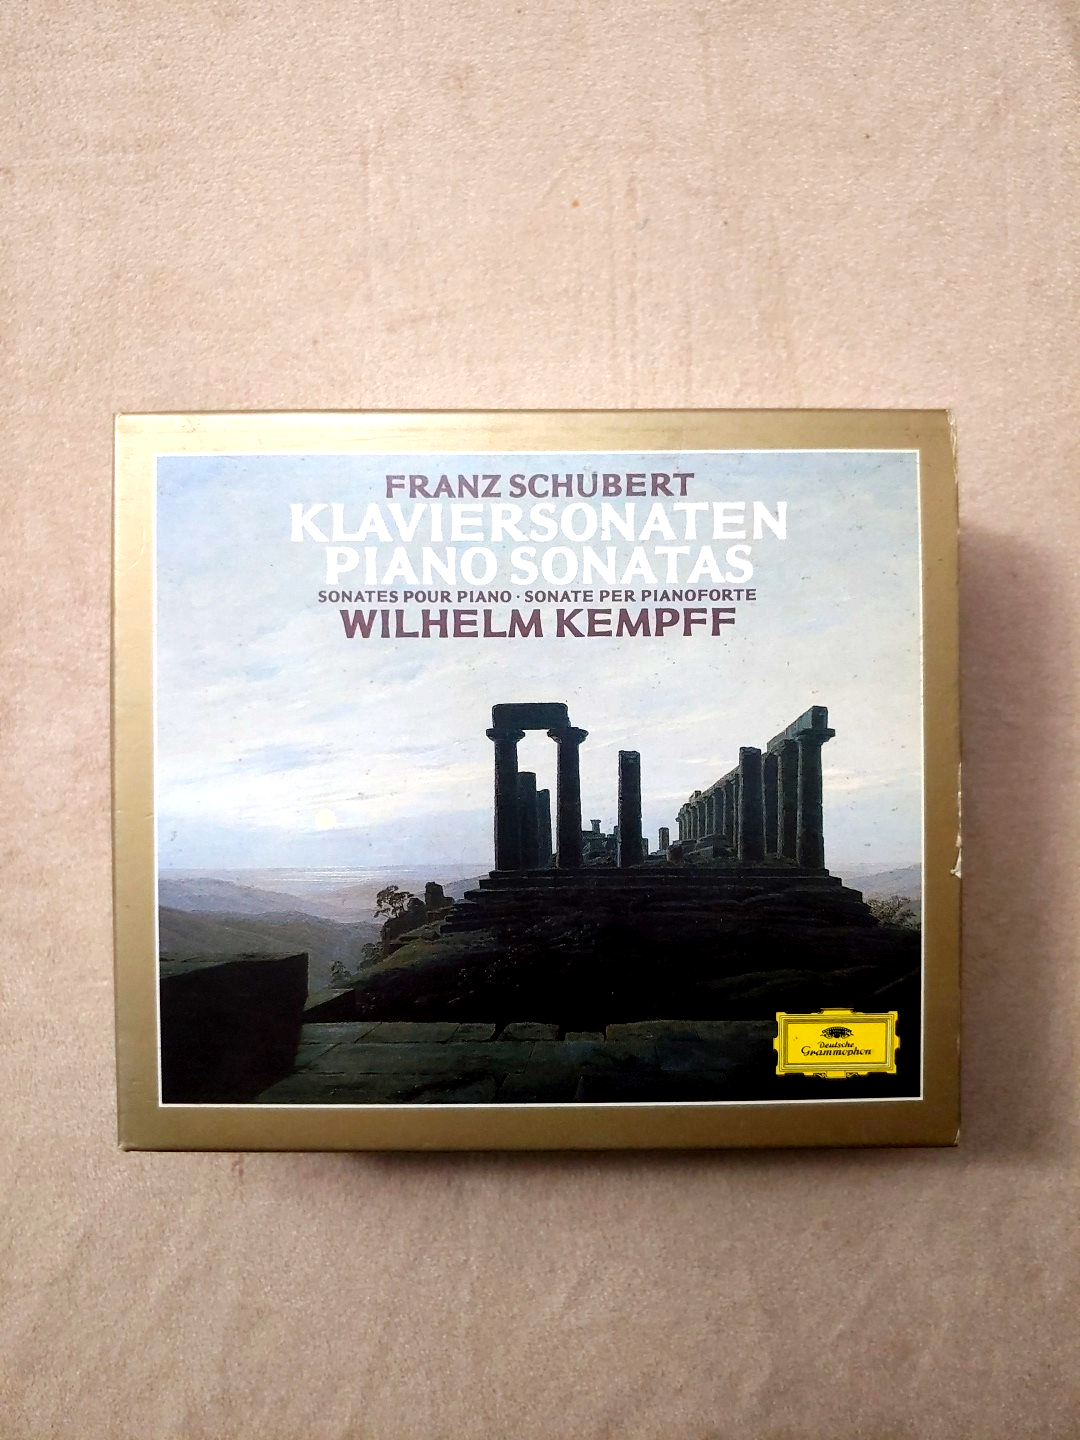 FRANZ SCHUBERT
KLAVIERSONATEN
PIANO SONATAS
SONATES POUR PIANO · SONATE PER PIANOFORTE
WILHELM KEMPFF
Deutsche
Grammophon